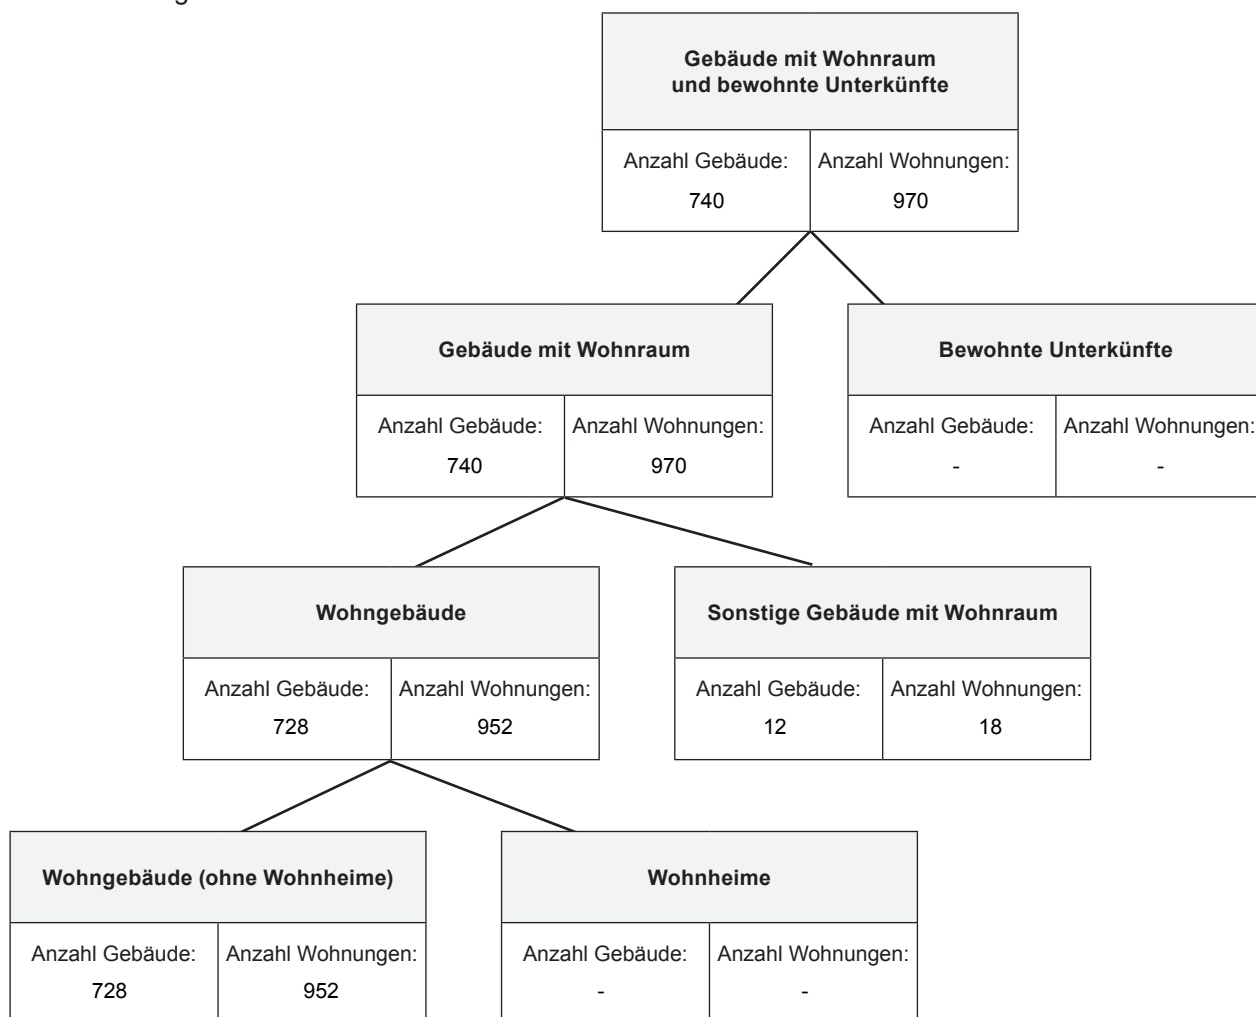 Gebäude mit Wohnraum
und bewohnte Unterkünfte
Anzahl Gebäude: Anzahl Wohnungen:
740 970
Gebäude mit Wohnraum
Anzahl Gebäude: Anzahl Wohnungen:
740 970
Bewohnte Unterkünfte
Anzahl Gebäude: Anzahl Wohnungen:
- -
Wohngebäude
Anzahl Gebäude: Anzahl Wohnungen:
728 952
Sonstige Gebäude mit Wohnraum
Anzahl Gebäude: Anzahl Wohnungen:
12 18
Wohngebäude (ohne Wohnheime)
Anzahl Gebäude: Anzahl Wohnungen:
728 952
Wohnheime
Anzahl Gebäude: Anzahl Wohnungen:
- -